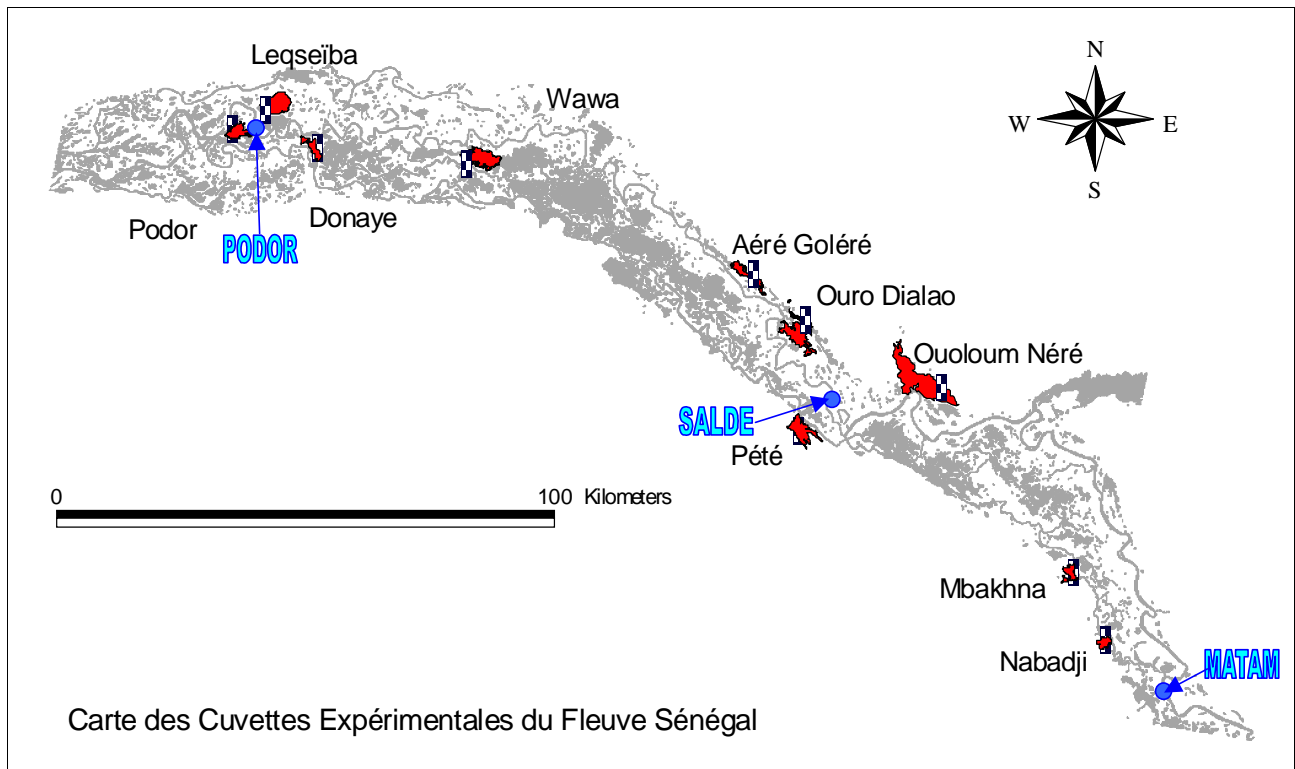 Leqseïba
N
Wawa
W
E
S
Podor
Donaye
PODOR
Aéré Goléré
Ouro Dialao
Ouoloum Néré
SALDE
Pété
0
100 Kilometers
Mbakhna
Nabadji
MATAM
Carte des Cuvettes Expérimentales du Fleuve Sénégal